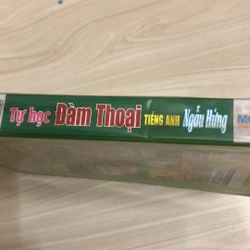 Tự học Đàm Thoại TIẾNG ANH Ngẫu Hứng